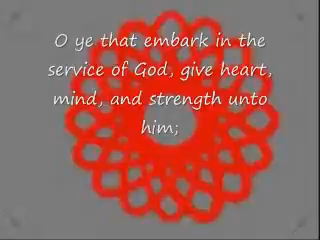 O ye that embark in the
service of God, give heart,
mind, and strength unto
him;